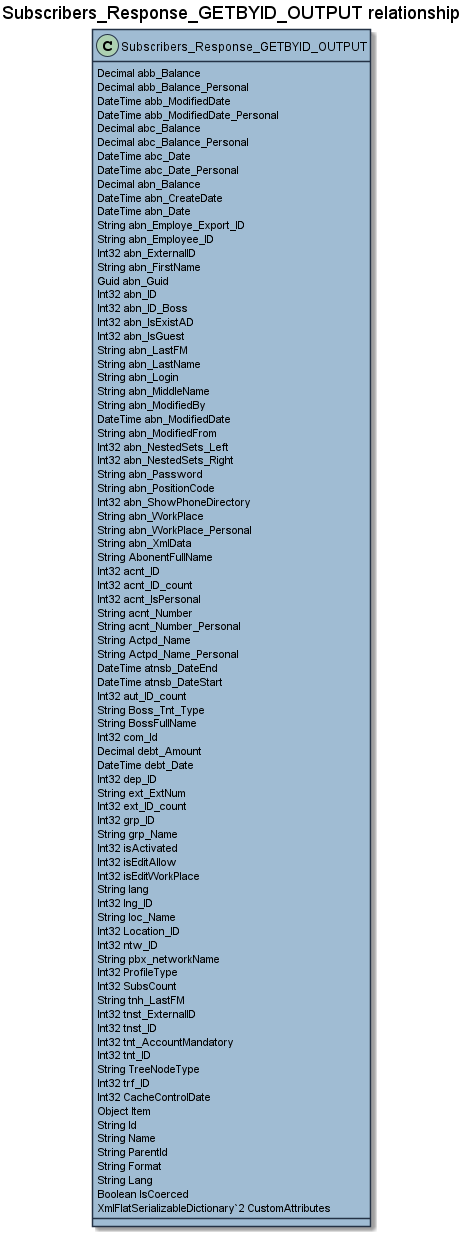 Subscribers_Response_GETBYID_OUTPUT relationship
C Subscribers_Response_GETBYID_OUTPUT
Decimal abb_Balance
Decimal abb_Balance_Personal
DateTime abb_ModifiedDate
DateTime abb_ModifiedDate_Personal
Decimal abc_Balance
Decimal abc_Balance_Personal
DateTime abc_Date
DateTime abc_Date_Personal
Decimal abn_Balance
DateTime abn_CreateDate
DateTime abn_Date
String abn_Employe_Export_ID
String abn_Employee_ID
Int32 abn_ExternalID
String abn_FirstName
Guid abn_Guid
Int32 abn_ID
Int32 abn_ID_Boss
Int32 abn_IsExistAD
Int32 abn_IsGuest
String abn_LastFM
String abn_LastName
String abn_Login
String abn_MiddleName
String abn_ModifiedBy
DateTime abn_ModifiedDate
String abn_ModifiedFrom
Int32 abn_NestedSets_Left
Int32 abn_NestedSets_Right
String abn_Password
String abn_PositionCode
Int32 abn_ShowPhoneDirectory
String abn_WorkPlace
String abn_WorkPlace_Personal
String abn_XmlData
String AbonentFullName
Int32 acnt_ID
Int32 acnt_ID_count
Int32 acnt_IsPersonal
String acnt_Number
String acnt_Number_Personal
String Actpd_Name
String Actpd_Name_Personal
DateTime atnsb_DateEnd
DateTime atnsb_DateStart
Int32 aut_ID_count
String Boss_Tnt_Type
String BossFullName
Int32 com_Id
Decimal debt_Amount
DateTime debt_Date
Int32 dep_ID
String ext_ExtNum
Int32 ext_ID_count
Int32 grp_ID
String grp_Name
Int32 isActivated
Int32 isEditAllow
Int32 isEditWorkPlace
String lang
Int32 lng_ID
String loc_Name
Int32 Location_ID
Int32 ntw_ID
String pbx_networkName
Int32 ProfileType
Int32 SubsCount
String tnh_LastFM
Int32 tnst_ExternalID
Int32 tnst_ID
Int32 tnt_AccountMandatory
Int32 tnt_ID
String TreeNodeType
Int32 trf_ID
Int32 CacheControlDate
Object Item
String Id
String Name
String ParentId
String Format
String Lang
Boolean IsCoerced
XmlFlatSerializableDictionary`2 CustomAttributes